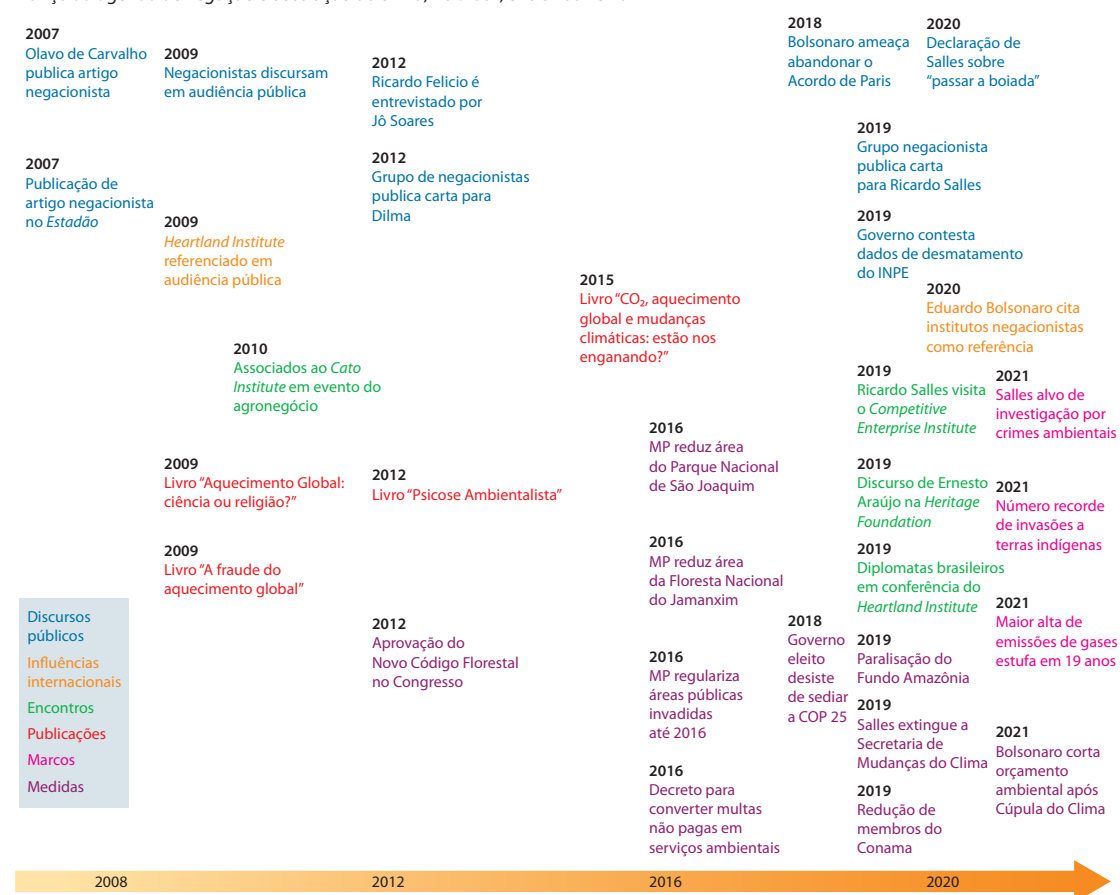 2007
Olavo de Carvalho
publica artigo
negacionista
2009
Negacionistas discursam
em audiência pública
2012
Ricardo Felicio é
entrevistado por
Jô Soares
2018
Bolsonaro ameaça
abandonar o
Acordo de Paris
2020
Declaração de
Salles sobre
“passar a boiada”
2007
Publicação de
artigo negacionista
no Estadão
2012
Grupo de negacionistas
publica carta para
Dilma
2019
Grupo negacionista
publica carta
para Ricardo Salles
2009
Heartland Institute
referenciado em
audiência pública
2019
Governo contesta
dados de desmatamento
do INPE
2015
Livro “CO₂, aquecimento
global e mudanças
climáticas: estão nos
enganando?”
2020
Eduardo Bolsonaro cita
institutos negacionistas
como referência
2010
Associados ao Cato
Institute em evento do
agronegócio
2019
Ricardo Salles visita
o Competitive
Enterprise Institute
2021
Salles alvo de
investigação por
crimes ambientais
2016
MP reduz área
do Parque Nacional
de São Joaquim
2009
Livro “Aquecimento Global:
ciência ou religião?”
2012
Livro “Psicose Ambientalista”
2019
Discurso de Ernesto
Araújo na Heritage
Foundation
2021
Número recorde
de invasões a
terras indígenas
2009
Livro “A fraude do
aquecimento global”
2016
MP reduz área
da Floresta Nacional
do Jamanxim
2019
Diplomatas brasileiros
em conferência do
Heartland Institute
2021
Maior alta de
emissões de gases
estufa em 19 anos
2012
Aprovação do
Novo Código Florestal
no Congresso
2016
MP regulariza
áreas públicas
invadidas
até 2016
2018
Governo
eleito
desiste
de sediar
a COP 25
2019
Paralisação do
Fundo Amazônia
2019
Salles extingue a
Secretaria de
Mudanças do Clima
2021
Bolsonaro corta
orçamento
ambiental após
Cúpula do Clima
2016
Decreto para
converter multas
não pagas em
serviços ambientais
2019
Redução de
membros do
Conama
Discursos
públicos
Influências
internacionais
Encontros
Publicações
Marcos
Medidas
2008
2012
2016
2020